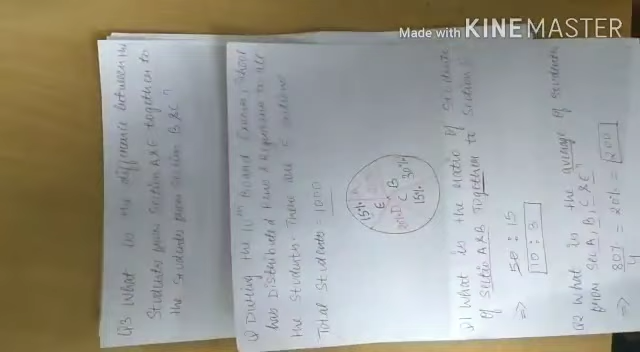 Made with KINEMASTER
Q During the 10th Board Exams, School
has Distributed Hand Sanitizer to all
the students. There are 5 sections
Total Students 1000
A
15%
E
B
30%
20% D
C
15%
Q1 What is the ratio of students
of Section A&B Together to Section C
⇒ 50 : 15
10 : 3
Q2 What is the average of students
from Sec A, B, C & E
⇒ 80% = 20% = 200
4
Q3 What is the difference between the
Students from Section A&E together to
the students from Section B&C?